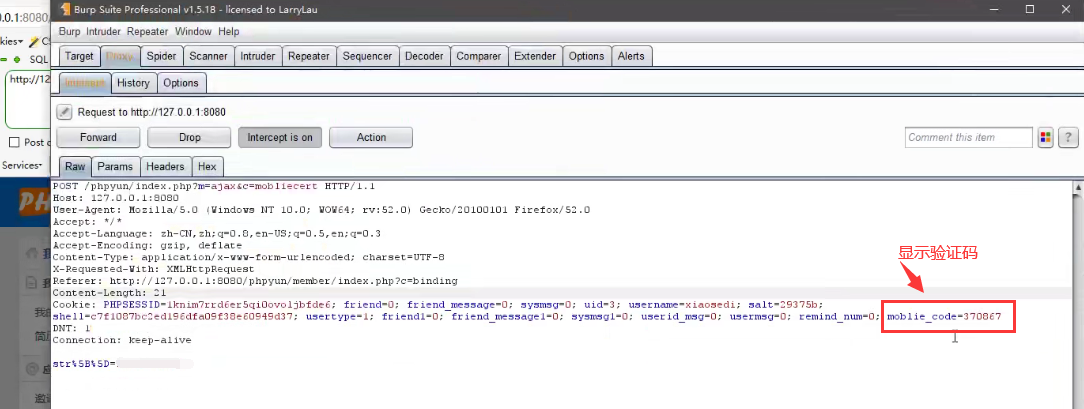 Burp Suite Professional v1.5.18 - licensed to LarryLau
0.0.1:8080/
Burp Intruder Repeater Window Help
kies▾
SQL
Target Proxy Spider Scanner Intruder Repeater Sequencer Decoder Comparer Extender Options Alerts
http://12
Intercept History Options
Request to http://127.0.0.1:8080
Forward Drop Intercept is on Action Comment this item ?
Post d
Services▾
Raw Params Headers Hex
POST /phpyun/index.php?m=ajax&c=mobliecert HTTP/1.1
Host: 127.0.0.1:8080
User-Agent: Mozilla/5.0 (Windows NT 10.0; WOW64; rv:52.0) Gecko/20100101 Firefox/52.0
Accept: */*
Accept-Language: zh-CN,zh;q=0.8,en-US;q=0.5,en;q=0.3
Accept-Encoding: gzip, deflate
Content-Type: application/x-www-form-urlencoded; charset=UTF-8
X-Requested-With: XMLHttpRequest
显示验证码
Referer: http://127.0.0.1:8080/phpyun/member/index.php?c=binding
Content-Length: 21
Cookie: PHPSESSID=1knim7rrd6er5qi0ovoljbfde6; friend=0; friend_message=0; sysmsg=0; uid=3; username=xiaosedi; salt=29375b;
shell=c7f1087bc2ed196dfa09f38e60949d37; usertype=1; friend1=0; friend_message1=0; sysmsg1=0; userid_msg=0; usermsg=0; remind_num=0; moblie_code=370867
DNT: 1
Connection: keep-alive
str%5B%5D=